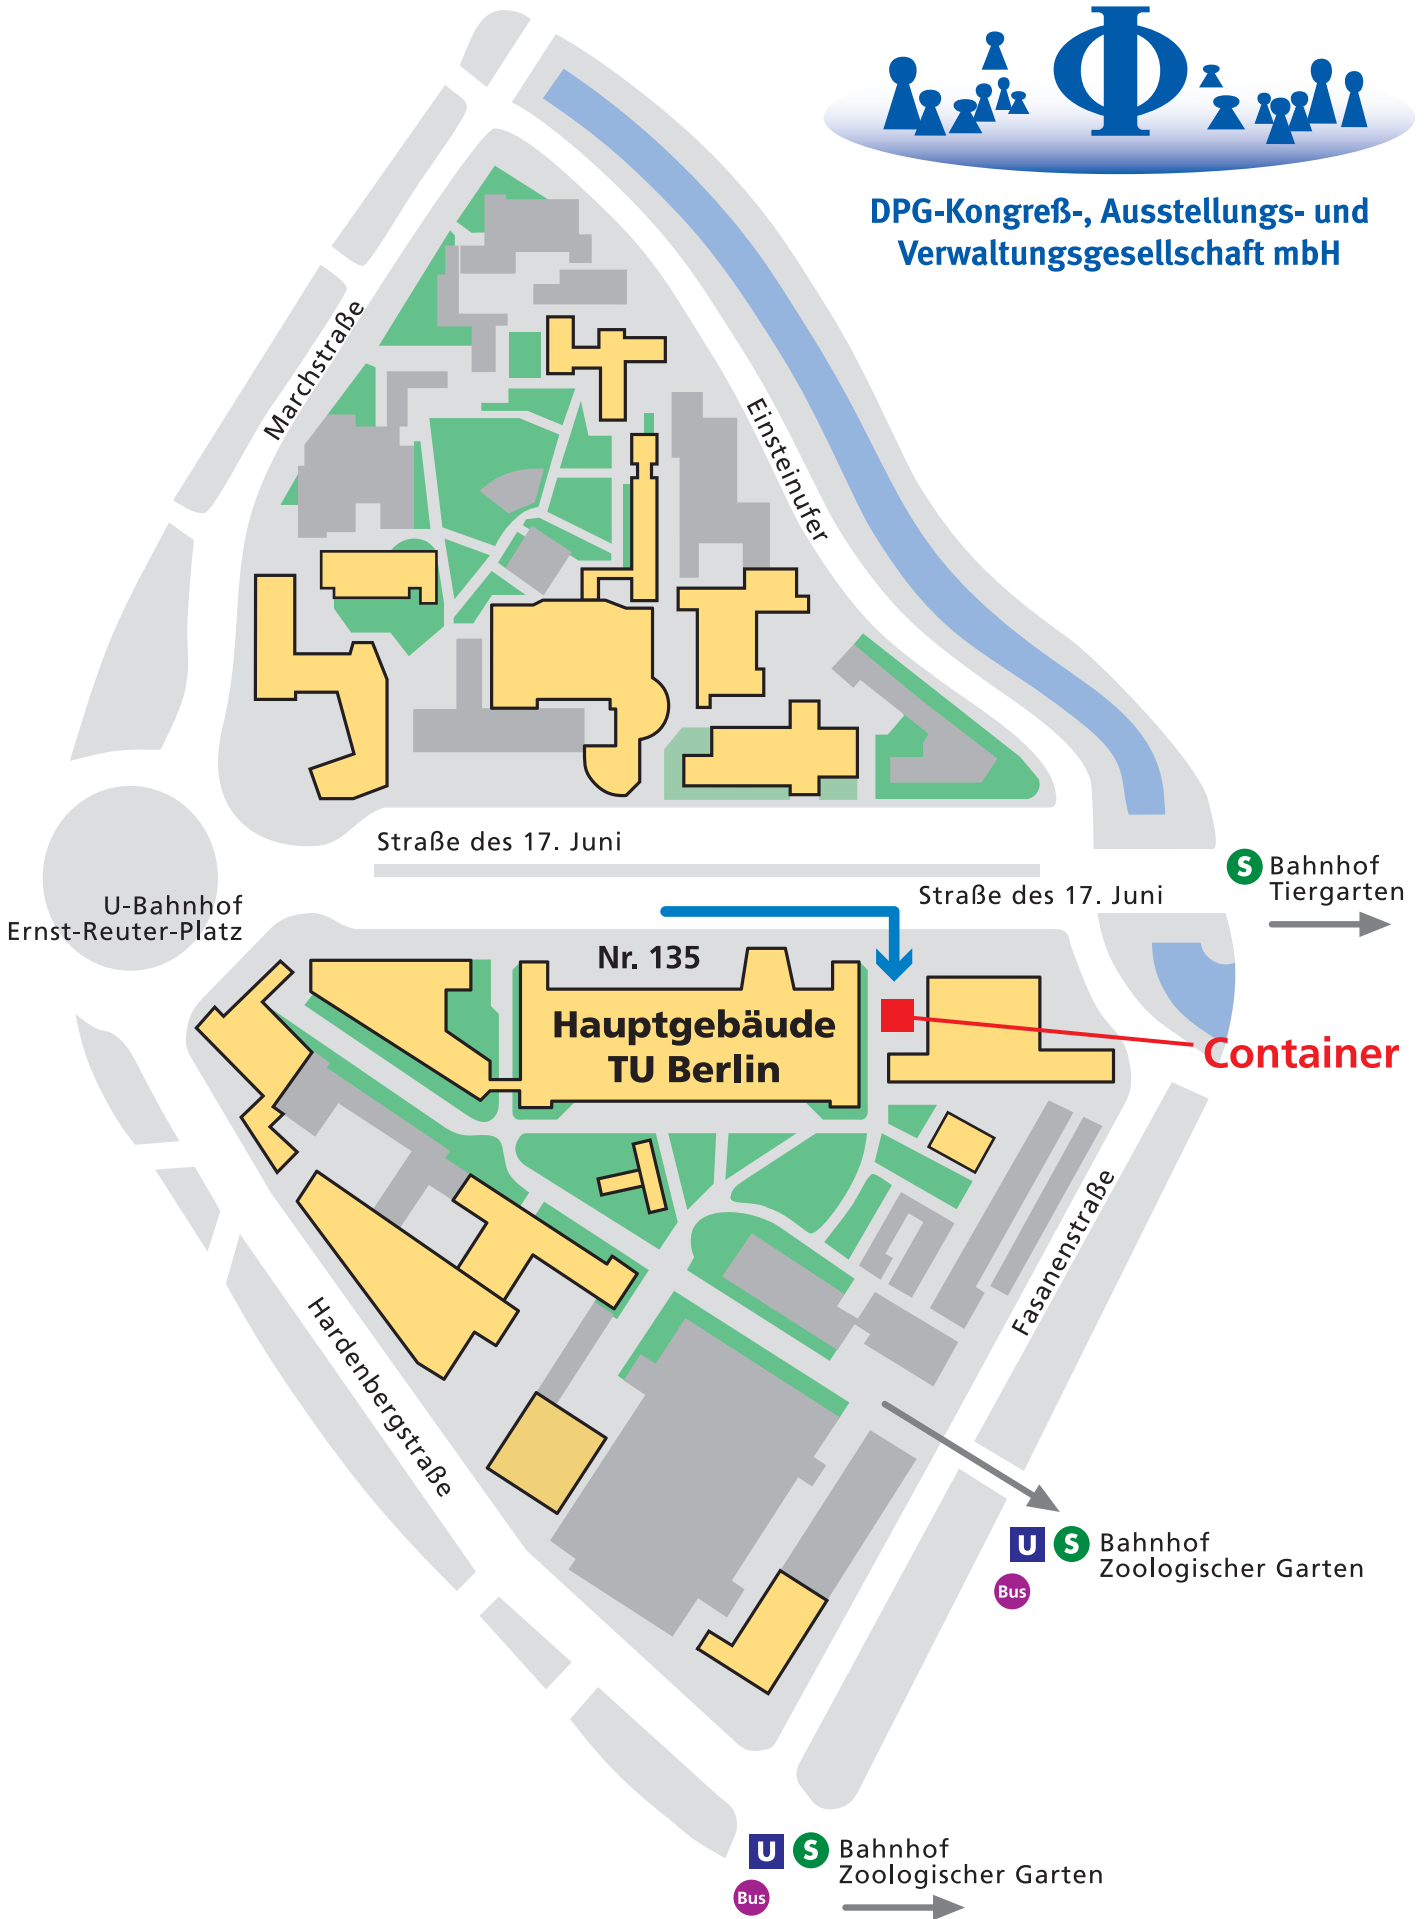 DPG-Kongreß-, Ausstellungs- und
Verwaltungsgesellschaft mbH
Marchstraße
Einsteinufer
Straße des 17. Juni
S Bahnhof
Tiergarten
Straße des 17. Juni
U-Bahnhof
Ernst-Reuter-Platz
Nr. 135
Hauptgebäude
TU Berlin
Container
Fasanenstraße
Hardenbergstraße
U S Bahnhof
Zoologischer Garten
Bus
U S Bahnhof
Zoologischer Garten
Bus